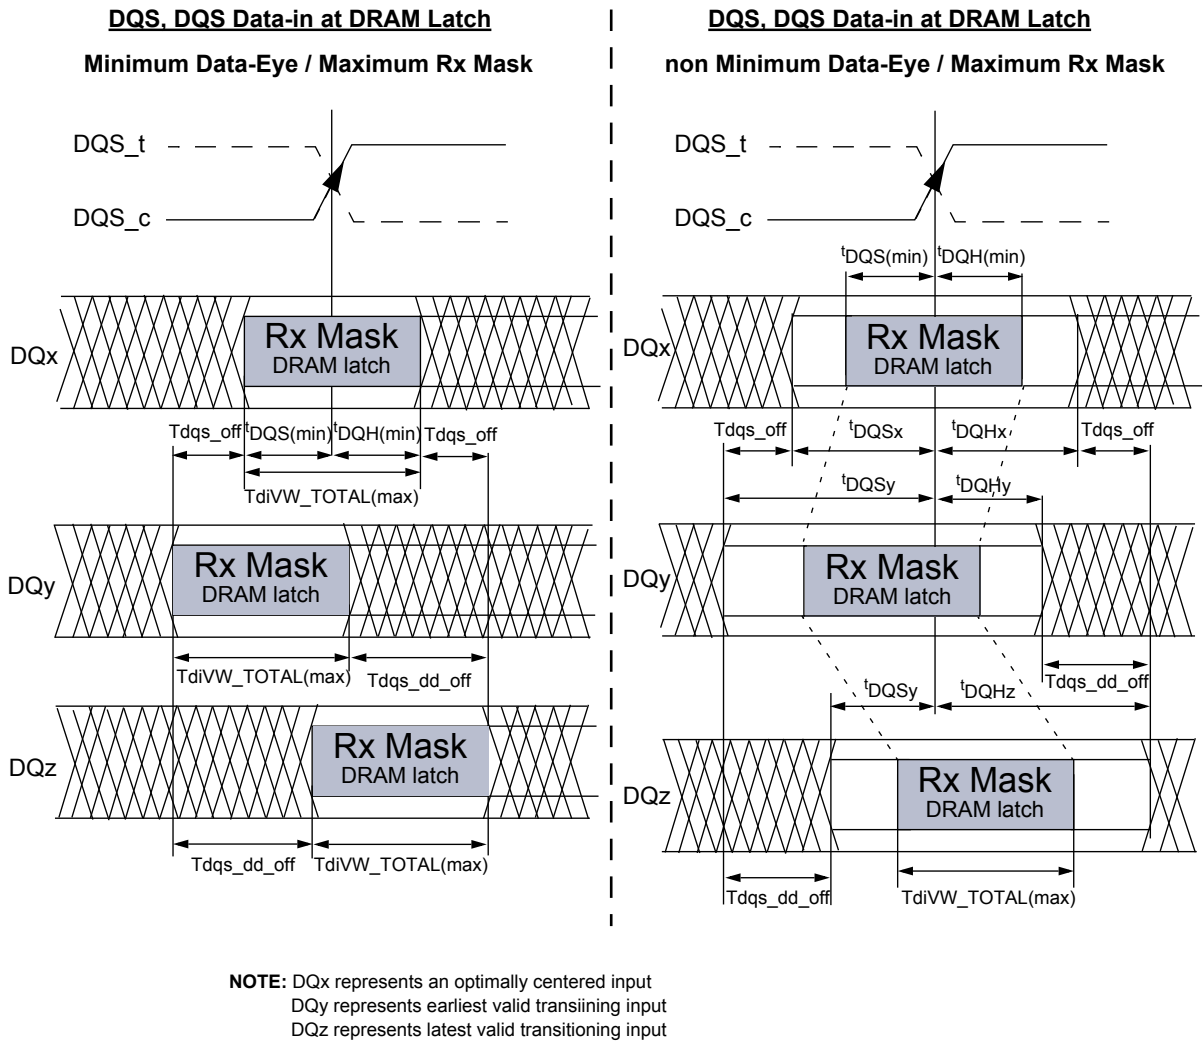 DQS, DQS Data-in at DRAM Latch
Minimum Data-Eye / Maximum Rx Mask
DQS_t
DQS_c
DQx
Rx Mask
DRAM latch
Tdqs_off
tDQS(min)
tDQH(min)
Tdqs_off
TdiVW_TOTAL(max)
DQy
Rx Mask
DRAM latch
TdiVW_TOTAL(max)
Tdqs_dd_off
DQz
Rx Mask
DRAM latch
Tdqs_dd_off
TdiVW_TOTAL(max)
DQS, DQS Data-in at DRAM Latch
non Minimum Data-Eye / Maximum Rx Mask
DQS_t
DQS_c
tDQS(min)
tDQH(min)
DQx
Rx Mask
DRAM latch
Tdqs_off
tDQSx
tDQHx
Tdqs_off
tDQSy
tDQHy
DQy
Rx Mask
DRAM latch
Tdqs_dd_off
tDQSy
tDQHz
DQz
Rx Mask
DRAM latch
Tdqs_dd_off
TdiVW_TOTAL(max)
NOTE: DQx represents an optimally centered input
DQy represents earliest valid transiining input
DQz represents latest valid transitioning input